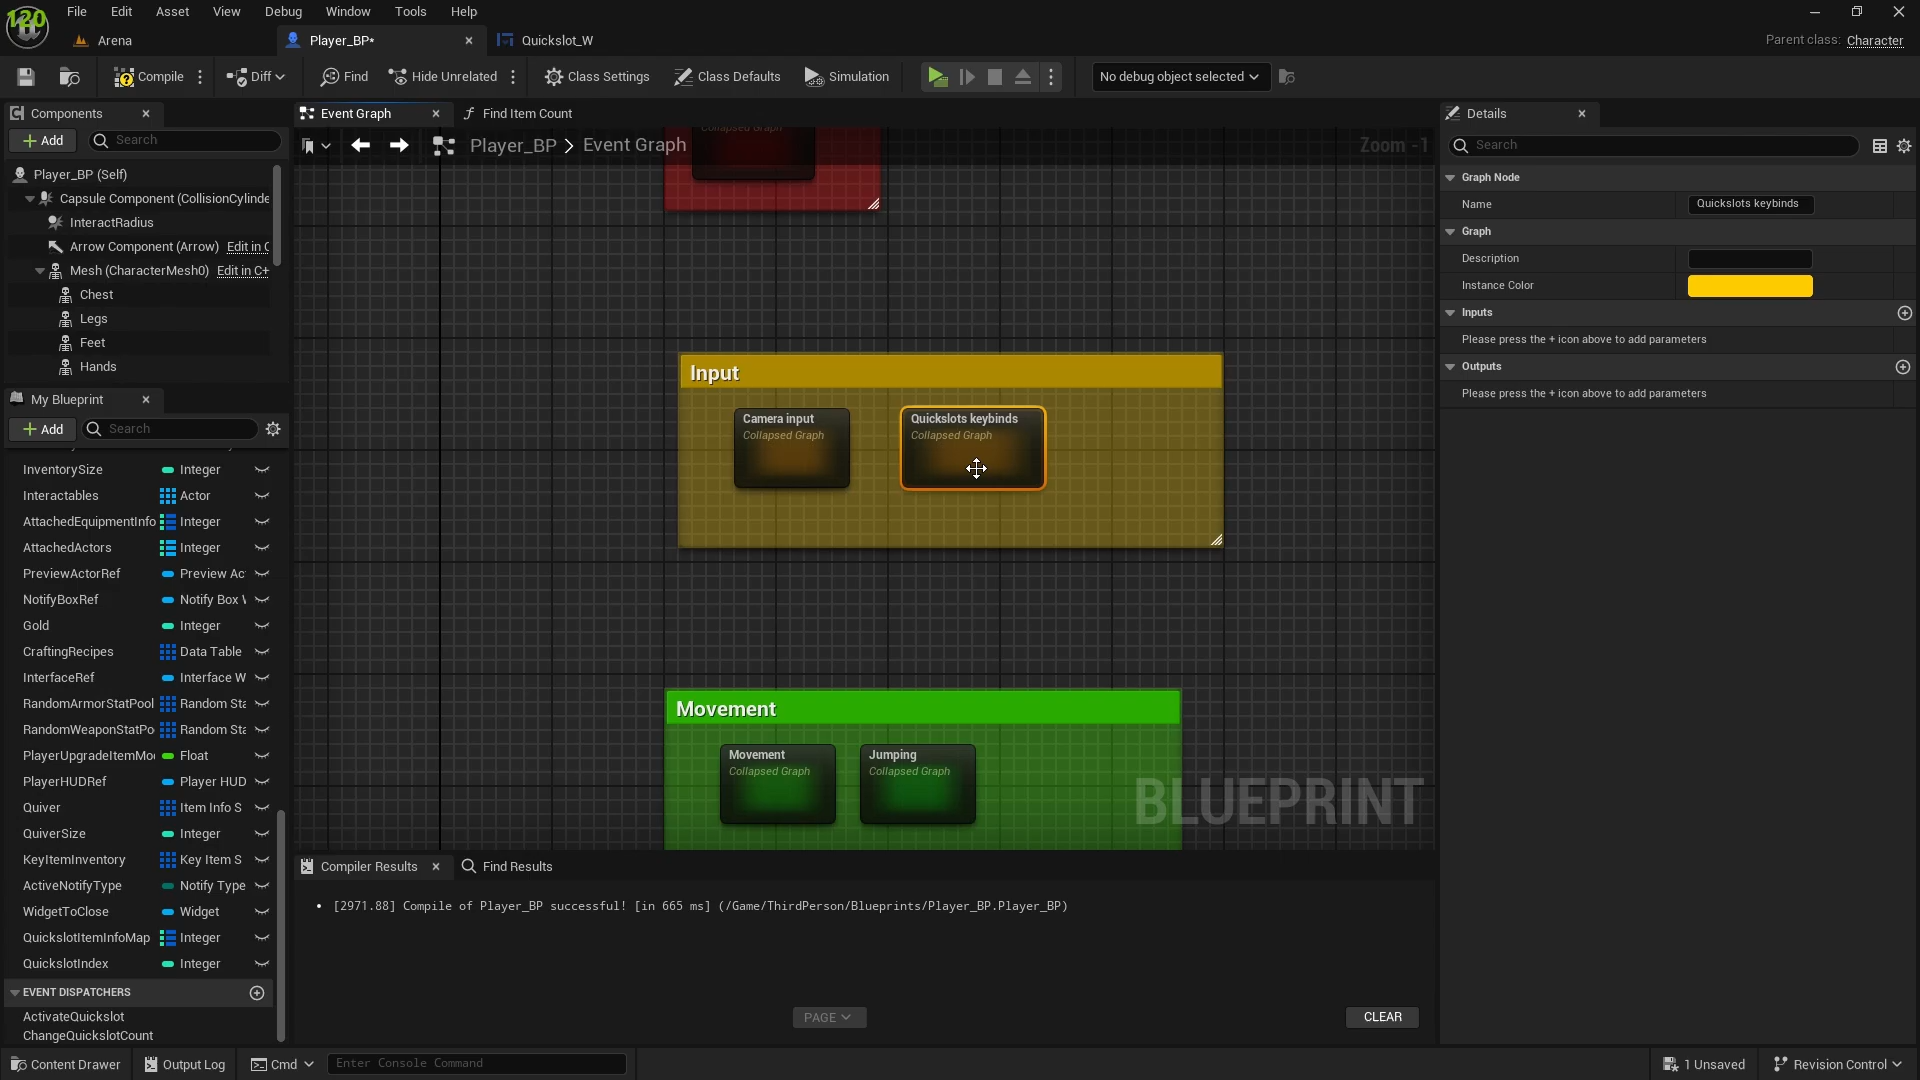 120
File Edit Asset View Debug Window Tools Help
Arena
Player_BP*
Quickslot_W
Parent class: Character
Compile
Diff
Find
Hide Unrelated
Class Settings
Class Defaults
Simulation
No debug object selected
Components
Add
Search
Player_BP (Self)
Capsule Component (CollisionCylinde
InteractRadius
Arrow Component (Arrow) Edit in C
Mesh (CharacterMesh0) Edit in C+
Chest
Legs
Feet
Hands
My Blueprint
Add
Search
InventorySize Integer
Interactables Actor
AttachedEquipmentInfo Integer
AttachedActors Integer
PreviewActorRef Preview Ac
NotifyBoxRef Notify Box
Gold Integer
CraftingRecipes Data Table
InterfaceRef Interface W
RandomArmorStatPool Random Sta
RandomWeaponStatPo Random Sta
PlayerUpgradeItemMo Float
PlayerHUDRef Player HUD
Quiver Item Info S
QuiverSize Integer
KeyItemInventory Key Item S
ActiveNotifyType Notify Type
WidgetToClose Widget
QuickslotItemInfoMap Integer
QuickslotIndex Integer
EVENT DISPATCHERS
ActivateQuickslot
ChangeQuickslotCount
Event Graph
Find Item Count
Player_BP > Event Graph
Zoom -1
Collapsed Graph
Input
Camera input
Collapsed Graph
Quickslots keybinds
Collapsed Graph
Movement
Movement
Collapsed Graph
Jumping
Collapsed Graph
BLUEPRINT
Compiler Results
Find Results
• [2971.88] Compile of Player_BP successful! [in 665 ms] (/Game/ThirdPerson/Blueprints/Player_BP.Player_BP)
PAGE
CLEAR
Details
Search
Graph Node
Name Quickslots keybinds
Graph
Description
Instance Color
Inputs
Please press the + icon above to add parameters
Outputs
Please press the + icon above to add parameters
Content Drawer
Output Log
Cmd
Enter Console Command
1 Unsaved
Revision Control